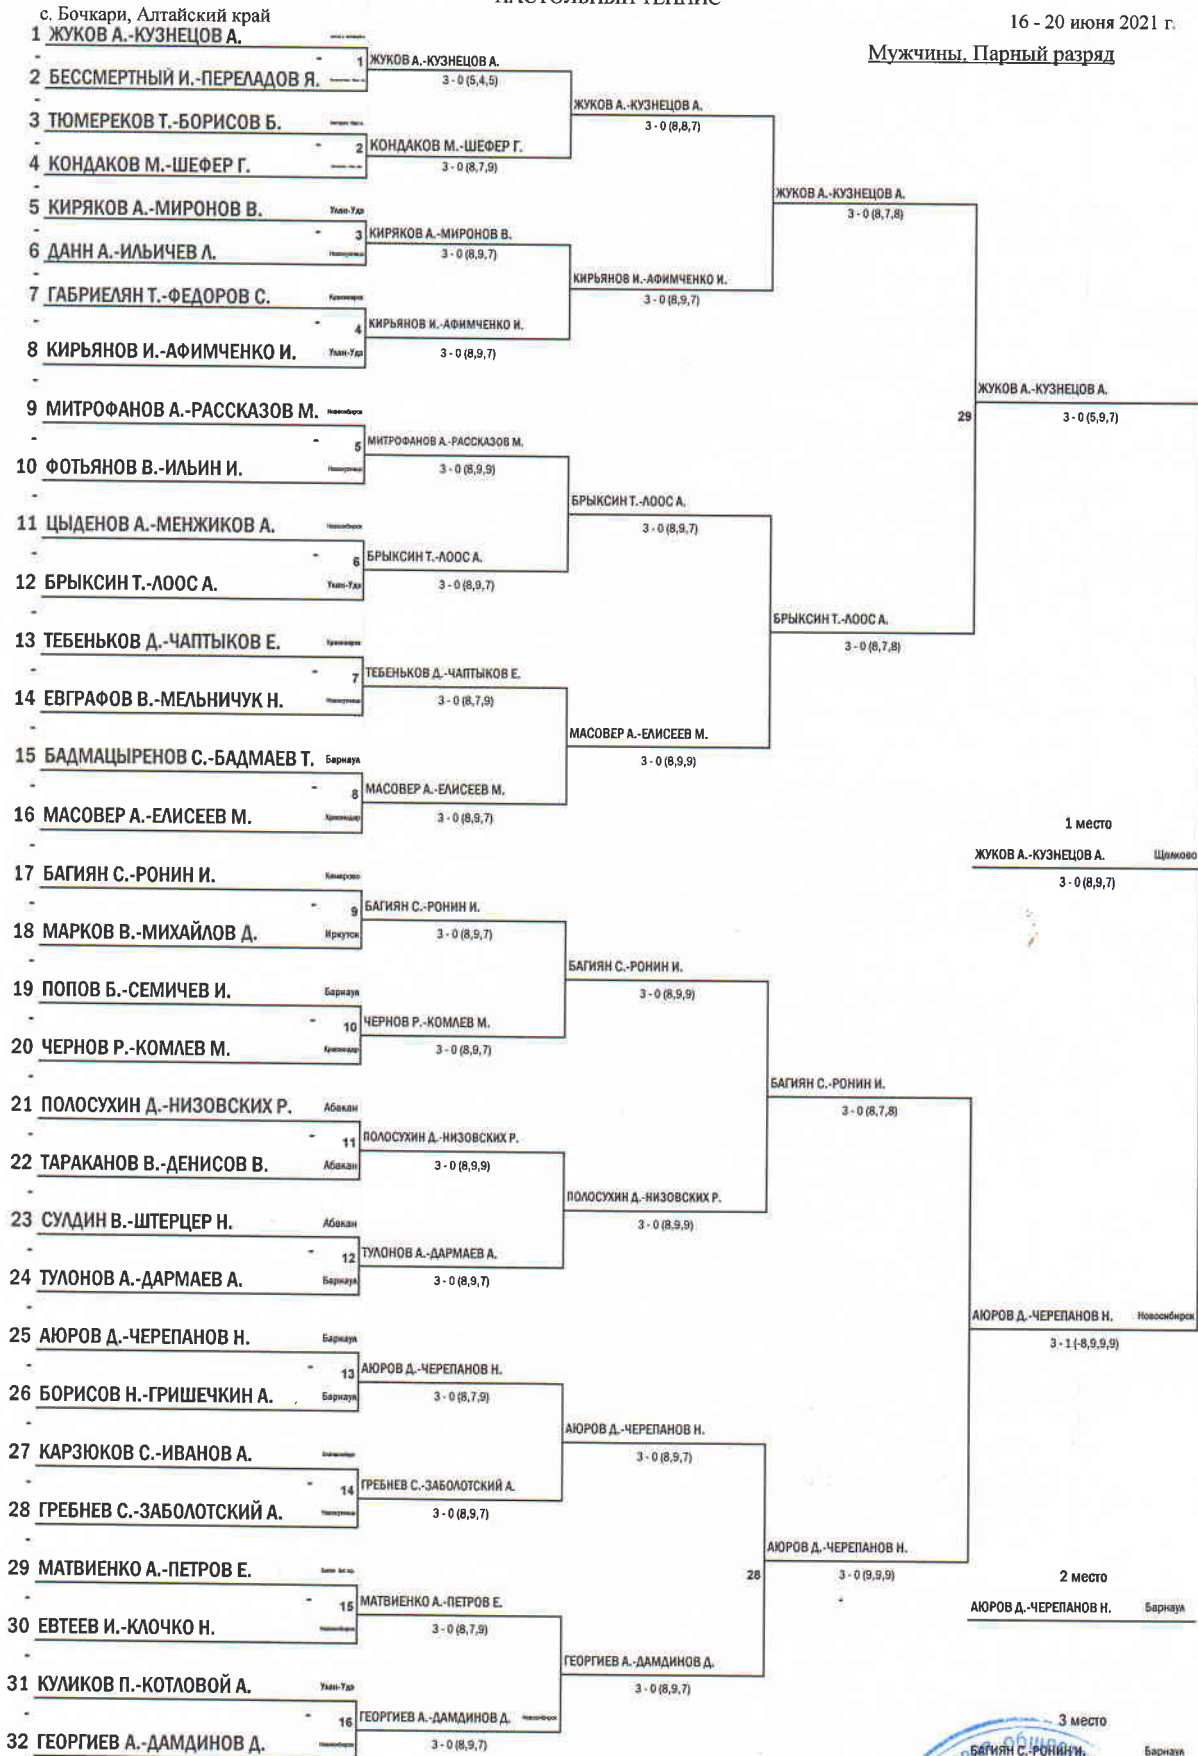 НАСТОЛЬНЫЙ ТЕННИС
с. Бочкари, Алтайский край
16 - 20 июня 2021 г.
Мужчины. Парный разряд
1 ЖУКОВ А.-КУЗНЕЦОВ А.
1 ЖУКОВ А.-КУЗНЕЦОВ А.
2 БЕССМЕРТНЫЙ И.-ПЕРЕЛАДОВ Я.
3 - 0 (5,4,5)
ЖУКОВ А.-КУЗНЕЦОВ А.
3 ТЮМЕРЕКОВ Т.-БОРИСОВ Б.
3 - 0 (8,8,7)
2 КОНДАКОВ М.-ШЕФЕР Г.
4 КОНДАКОВ М.-ШЕФЕР Г.
3 - 0 (8,7,9)
ЖУКОВ А.-КУЗНЕЦОВ А.
5 КИРЯКОВ А.-МИРОНОВ В. Улан-Удэ
3 - 0 (8,7,8)
3 КИРЯКОВ А.-МИРОНОВ В.
6 ДАНН А.-ИЛЬИЧЕВ Л.
3 - 0 (8,9,7)
КИРЬЯНОВ И.-АФИМЧЕНКО И.
7 ГАБРИЕЛЯН Т.-ФЕДОРОВ С.
3 - 0 (8,9,7)
4 КИРЬЯНОВ И.-АФИМЧЕНКО И.
8 КИРЬЯНОВ И.-АФИМЧЕНКО И. Улан-Удэ
3 - 0 (8,9,7)
ЖУКОВ А.-КУЗНЕЦОВ А.
9 МИТРОФАНОВ А.-РАССКАЗОВ М.
29
3 - 0 (5,9,7)
5 МИТРОФАНОВ А.-РАССКАЗОВ М.
10 ФОТЬЯНОВ В.-ИЛЬИН И.
3 - 0 (8,9,9)
БРЫКСИН Т.-ЛООС А.
11 ЦЫДЕНОВ А.-МЕНЖИКОВ А.
3 - 0 (8,9,7)
6 БРЫКСИН Т.-ЛООС А.
12 БРЫКСИН Т.-ЛООС А. Улан-Удэ
3 - 0 (8,9,7)
БРЫКСИН Т.-ЛООС А.
13 ТЕБЕНЬКОВ Д.-ЧАПТЫКОВ Е.
3 - 0 (8,7,8)
7 ТЕБЕНЬКОВ Д.-ЧАПТЫКОВ Е.
14 ЕВГРАФОВ В.-МЕЛЬНИЧУК Н.
3 - 0 (8,7,9)
МАСОВЕР А.-ЕЛИСЕЕВ М.
15 БАДМАЦЫРЕНОВ С.-БАДМАЕВ Т. Барнаул
3 - 0 (8,9,9)
8 МАСОВЕР А.-ЕЛИСЕЕВ М.
16 МАСОВЕР А.-ЕЛИСЕЕВ М. Краснодар
3 - 0 (8,9,7)
1 место
ЖУКОВ А.-КУЗНЕЦОВ А. Щелково
17 БАГИЯН С.-РОНИН И. Кемерово
3 - 0 (8,9,7)
9 БАГИЯН С.-РОНИН И.
18 МАРКОВ В.-МИХАЙЛОВ Д. Иркутск
3 - 0 (8,9,7)
БАГИЯН С.-РОНИН И.
19 ПОПОВ Б.-СЕМИЧЕВ И. Барнаул
3 - 0 (8,9,9)
10 ЧЕРНОВ Р.-КОМЛЕВ М.
20 ЧЕРНОВ Р.-КОМЛЕВ М. Краснодар
3 - 0 (8,9,7)
БАГИЯН С.-РОНИН И.
21 ПОЛОСУХИН Д.-НИЗОВСКИХ Р. Абакан
3 - 0 (8,7,8)
11 ПОЛОСУХИН Д.-НИЗОВСКИХ Р.
22 ТАРАКАНОВ В.-ДЕНИСОВ В. Абакан
3 - 0 (8,9,9)
ПОЛОСУХИН Д.-НИЗОВСКИХ Р.
23 СУЛДИН В.-ШТЕРЦЕР Н. Абакан
3 - 0 (8,9,9)
12 ТУЛОНОВ А.-ДАРМАЕВ А.
24 ТУЛОНОВ А.-ДАРМАЕВ А. Барнаул
3 - 0 (8,9,7)
АЮРОВ Д.-ЧЕРЕПАНОВ Н. Новосибирск
25 АЮРОВ Д.-ЧЕРЕПАНОВ Н. Барнаул
3 - 1 (-8,9,9,9)
13 АЮРОВ Д.-ЧЕРЕПАНОВ Н.
26 БОРИСОВ Н.-ГРИШЕЧКИН А. Барнаул
3 - 0 (8,7,9)
АЮРОВ Д.-ЧЕРЕПАНОВ Н.
27 КАРЗЮКОВ С.-ИВАНОВ А.
3 - 0 (8,9,7)
14 ГРЕБНЕВ С.-ЗАБОЛОТСКИЙ А.
28 ГРЕБНЕВ С.-ЗАБОЛОТСКИЙ А.
3 - 0 (8,9,7)
АЮРОВ Д.-ЧЕРЕПАНОВ Н.
29 МАТВИЕНКО А.-ПЕТРОВ Е.
28
3 - 0 (9,9,9)
2 место
15 МАТВИЕНКО А.-ПЕТРОВ Е.
АЮРОВ Д.-ЧЕРЕПАНОВ Н. Барнаул
30 ЕВТЕЕВ И.-КЛОЧКО Н.
3 - 0 (8,7,9)
ГЕОРГИЕВ А.-ДАМДИНОВ Д.
31 КУЛИКОВ П.-КОТЛОВОЙ А. Улан-Удэ
3 - 0 (8,9,7)
16 ГЕОРГИЕВ А.-ДАМДИНОВ Д.
3 место
32 ГЕОРГИЕВ А.-ДАМДИНОВ Д.
3 - 0 (8,9,7)
БАГИЯН С.-РОНИН И. Барнаул